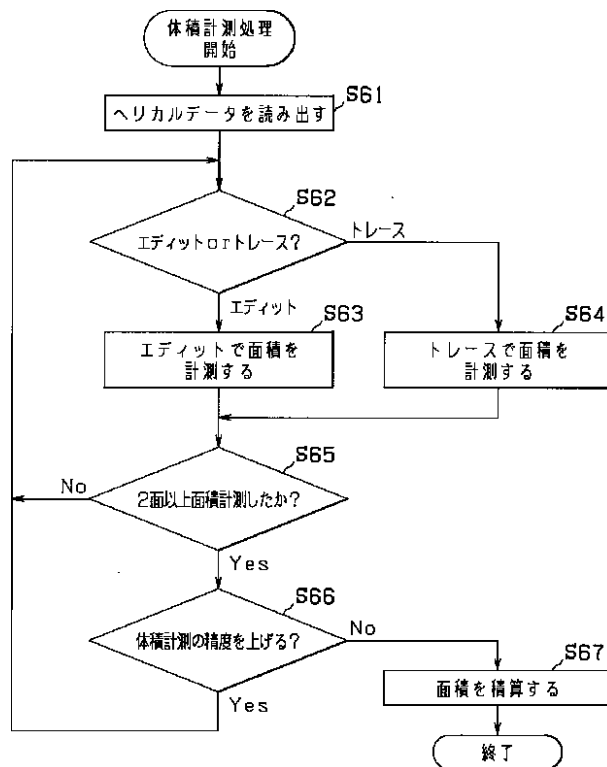 体積計測処理
開始
S61
ヘリカルデータを読み出す
S62
エディットorトレース?
トレース
エディット
S63
エディットで面積を
計測する
S64
トレースで面積を
計測する
S65
2面以上面積計測したか?
No
Yes
S66
体積計測の精度を上げる?
No
Yes
S67
面積を積算する
終了